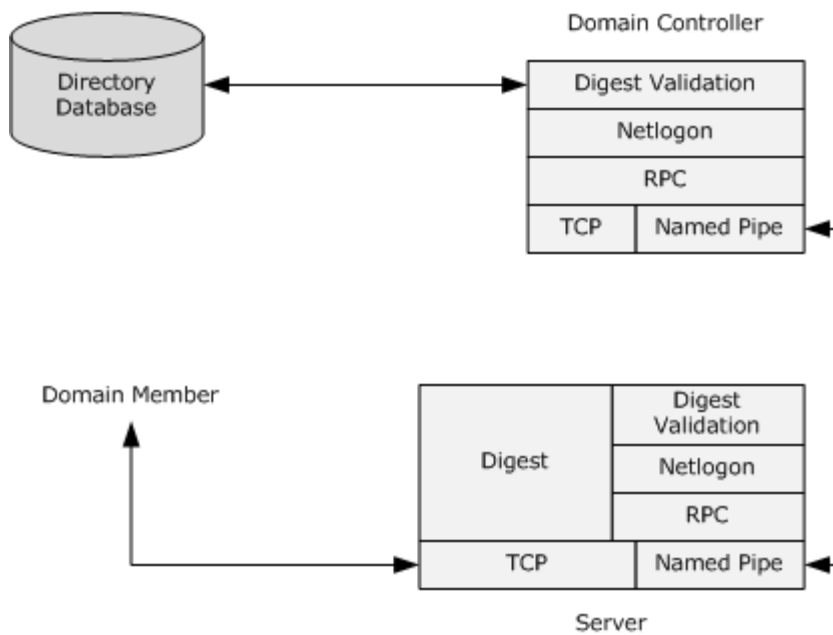 Domain Controller
Directory
Database
Digest Validation
Netlogon
RPC
TCP
Named Pipe
Domain Member
Digest
Digest
Validation
Netlogon
RPC
TCP
Named Pipe
Server